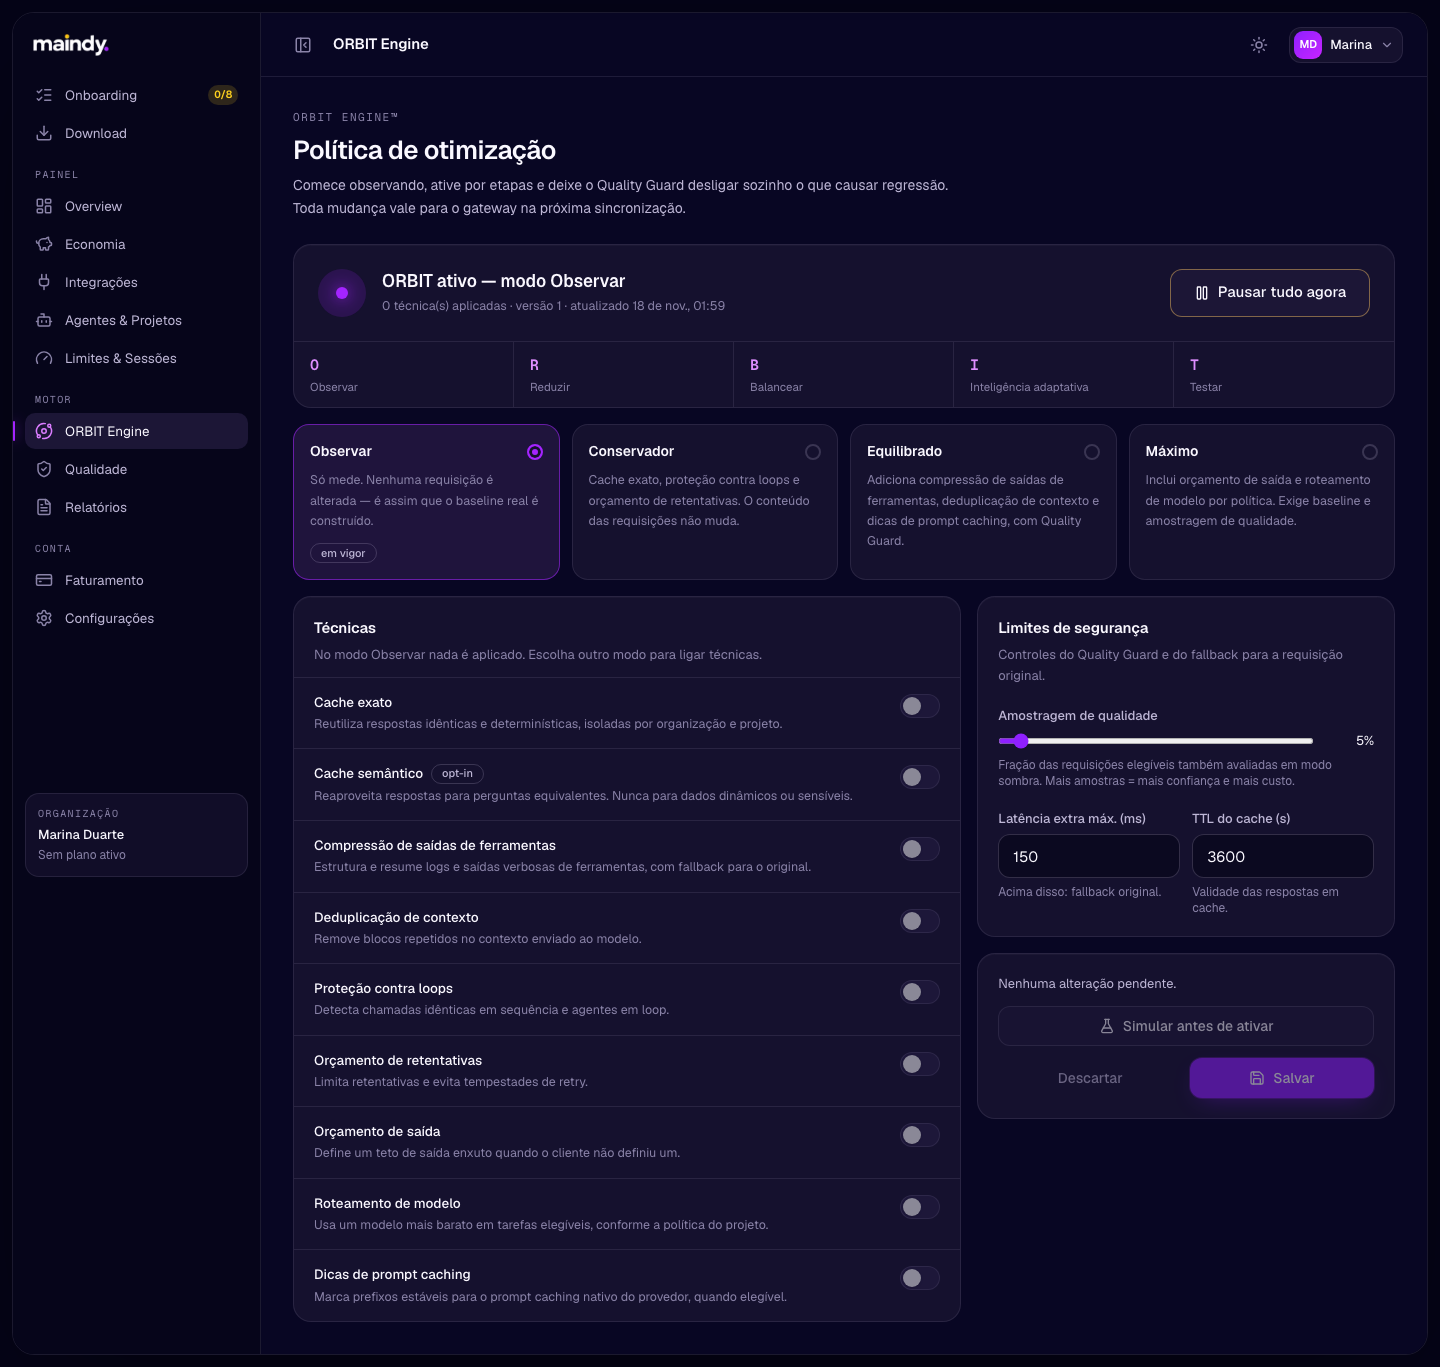 maindy.
Onboarding
0/8
Download
PAINEL
Overview
Economia
Integrações
Agentes & Projetos
Limites & Sessões
MOTOR
ORBIT Engine
Qualidade
Relatórios
CONTA
Faturamento
Configurações
ORGANIZAÇÃO
Marina Duarte
Sem plano ativo
ORBIT Engine
MD
Marina
ORBIT ENGINE™
Política de otimização
Comece observando, ative por etapas e deixe o Quality Guard desligar sozinho o que causar regressão.
Toda mudança vale para o gateway na próxima sincronização.
ORBIT ativo — modo Observar
0 técnica(s) aplicadas · versão 1 · atualizado 18 de nov., 01:59
Pausar tudo agora
O
Observar
R
Reduzir
B
Balancear
I
Inteligência adaptativa
T
Testar
Observar
Só mede. Nenhuma requisição é
alterada — é assim que o baseline real é
construído.
em vigor
Conservador
Cache exato, proteção contra loops e
orçamento de retentativas. O conteúdo
das requisições não muda.
Equilibrado
Adiciona compressão de saídas de
ferramentas, deduplicação de contexto e
dicas de prompt caching, com Quality
Guard.
Máximo
Inclui orçamento de saída e roteamento
de modelo por política. Exige baseline e
amostragem de qualidade.
Técnicas
No modo Observar nada é aplicado. Escolha outro modo para ligar técnicas.
Cache exato
Reutiliza respostas idênticas e determinísticas, isoladas por organização e projeto.
Cache semântico
opt-in
Reaproveita respostas para perguntas equivalentes. Nunca para dados dinâmicos ou sensíveis.
Compressão de saídas de ferramentas
Estrutura e resume logs e saídas verbosas de ferramentas, com fallback para o original.
Deduplicação de contexto
Remove blocos repetidos no contexto enviado ao modelo.
Proteção contra loops
Detecta chamadas idênticas em sequência e agentes em loop.
Orçamento de retentativas
Limita retentativas e evita tempestades de retry.
Orçamento de saída
Define um teto de saída enxuto quando o cliente não definiu um.
Roteamento de modelo
Usa um modelo mais barato em tarefas elegíveis, conforme a política do projeto.
Dicas de prompt caching
Marca prefixos estáveis para o prompt caching nativo do provedor, quando elegível.
Limites de segurança
Controles do Quality Guard e do fallback para a requisição
original.
Amostragem de qualidade
5%
Fração das requisições elegíveis também avaliadas em modo
sombra. Mais amostras = mais confiança e mais custo.
Latência extra máx. (ms)
150
Acima disso: fallback original.
TTL do cache (s)
3600
Validade das respostas em
cache.
Nenhuma alteração pendente.
Simular antes de ativar
Descartar
Salvar